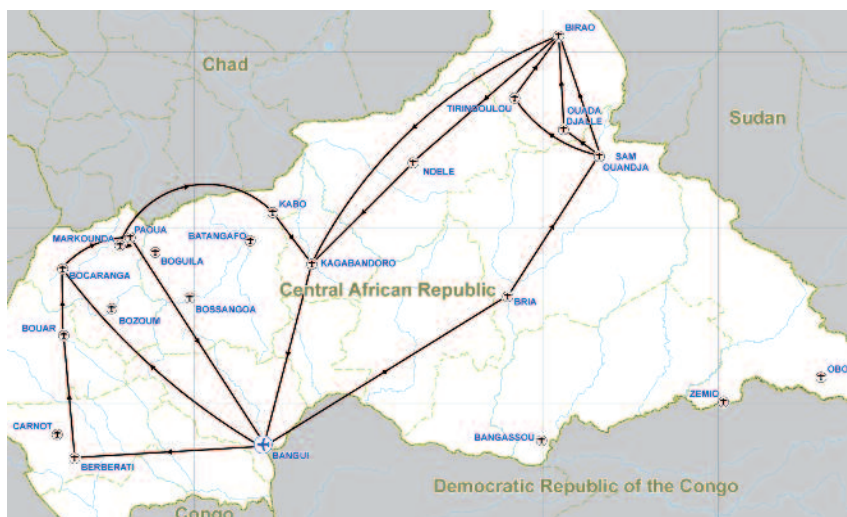 BIRAO
Chad
TIRINGOULOU
OUADA
DJALLE
Sudan
SAM
OUANDJA
NDELE
KABO
MARKOUNDA
PAOUA
BATANGAFO
BOGUILA
KAGABANDORO
BOCARANGA
Central African Republic
BRIA
BOZOUM
BOSSANGOA
BOUAR
OBO
ZEMIO
CARNOT
BANGASSOU
BANGUI
BERBERATI
Democratic Republic of the Congo
Congo